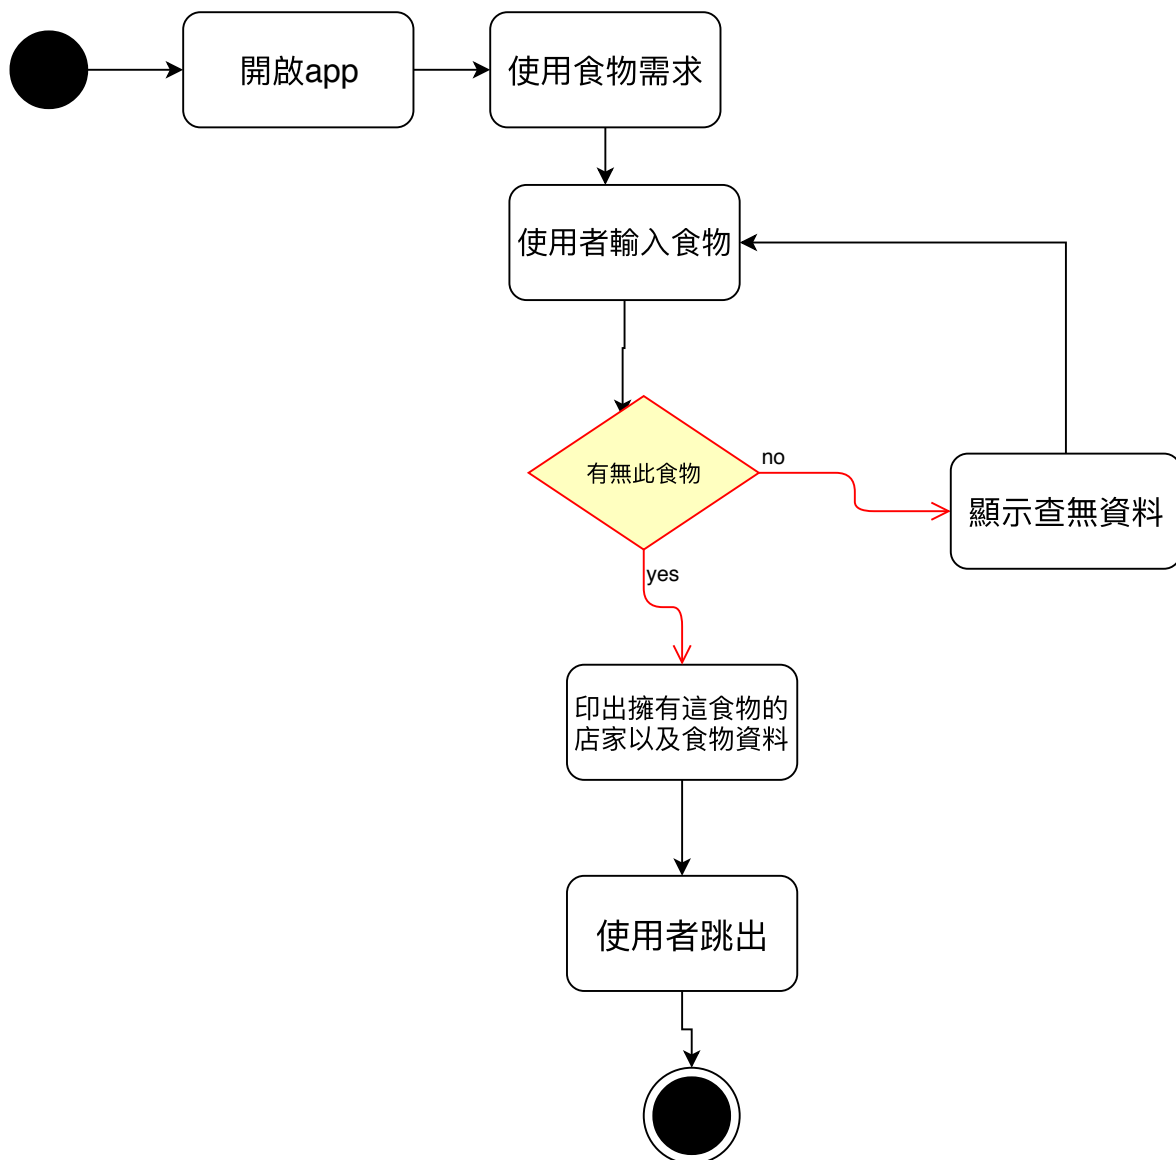 開啟app
使用食物需求
使用者輸入食物
有無此食物
no
顯示查無資料
yes
印出擁有這食物的
店家以及食物資料
使用者跳出